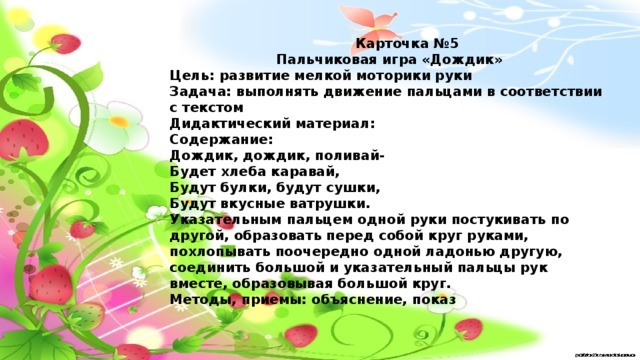 Карточка №5
Пальчиковая игра «Дождик»
Цель: развитие мелкой моторики руки
Задача: выполнять движение пальцами в соответствии
с текстом
Дидактический материал:
Содержание:
Дождик, дождик, поливай-
Будет хлеба каравай,
Будут булки, будут сушки,
Будут вкусные ватрушки.
Указательным пальцем одной руки постукивать по
другой, образовать перед собой круг руками,
похлопывать поочередно одной ладонью другую,
соединить большой и указательный пальцы рук
вместе, образовывая большой круг.
Методы, приемы: объяснение, показ